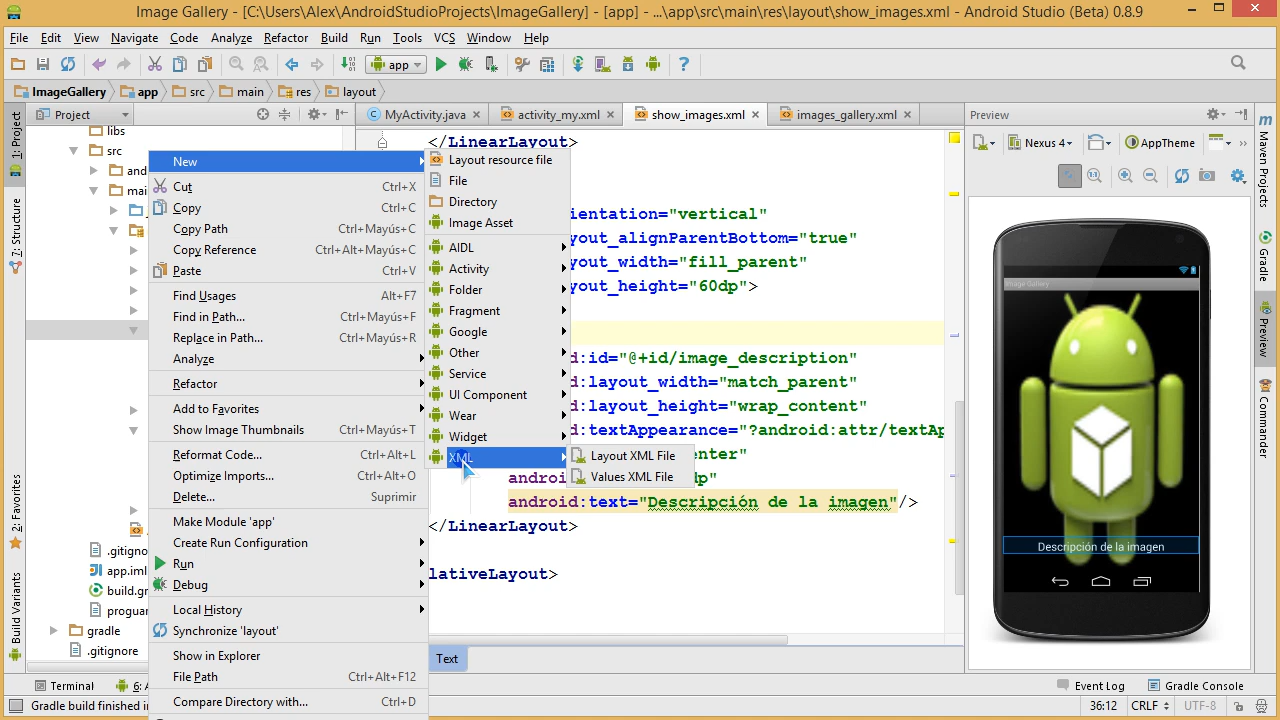 Image Gallery - [C:\Users\Alex\AndroidStudioProjects\ImageGallery] - [app] - ...\app\src\main\res\layout\show_images.xml - Android Studio (Beta) 0.8.9
File Edit View Navigate Code Analyze Refactor Build Run Tools VCS Window Help
app
ImageGallery app src main res layout
Project
MyActivity.java activity_my.xml show_images.xml images_gallery.xml
Preview
Nexus 4 AppTheme
1: Project
7: Structure
2: Favorites
Build Variants
libs
src
and
main
.gitigno
app.iml
build.gr
proguar
gradle
.gitignore
New
Cut Ctrl+X
Copy Ctrl+C
Copy Path Ctrl+Mayús+C
Copy Reference Ctrl+Alt+Mayús+C
Paste Ctrl+V
Find Usages Alt+F7
Find in Path... Ctrl+Mayús+F
Replace in Path... Ctrl+Mayús+R
Analyze
Refactor
Add to Favorites
Show Image Thumbnails Ctrl+Mayús+T
Reformat Code... Ctrl+Alt+L
Optimize Imports... Ctrl+Alt+O
Delete... Suprimir
Make Module 'app'
Create Run Configuration
Run
Debug
Local History
Synchronize 'layout'
Show in Explorer
File Path Ctrl+Alt+F12
Compare Directory with... Ctrl+D
Layout resource file
File
Directory
Image Asset
AIDL
Activity
Folder
Fragment
Google
Other
Service
UI Component
Wear
Widget
XML
Layout XML File
Values XML File
</LinearLayout>
ientation="vertical"
yout_alignParentBottom="true"
yout_width="fill_parent"
yout_height="60dp">
d:id="@+id/image_description"
d:layout_width="match_parent"
d:layout_height="wrap_content"
d:textAppearance="?android:attr/textAp
enter"
androi
dp"
android:text="Descripción de la imagen"/>
</LinearLayout>
lativeLayout>
Text
Image Gallery
Descripción de la imagen
Maven Projects
Gradle
Preview
Commander
Terminal 6: A
Event Log Gradle Console
Gradle build finished in
36:12 CRLF UTF-8